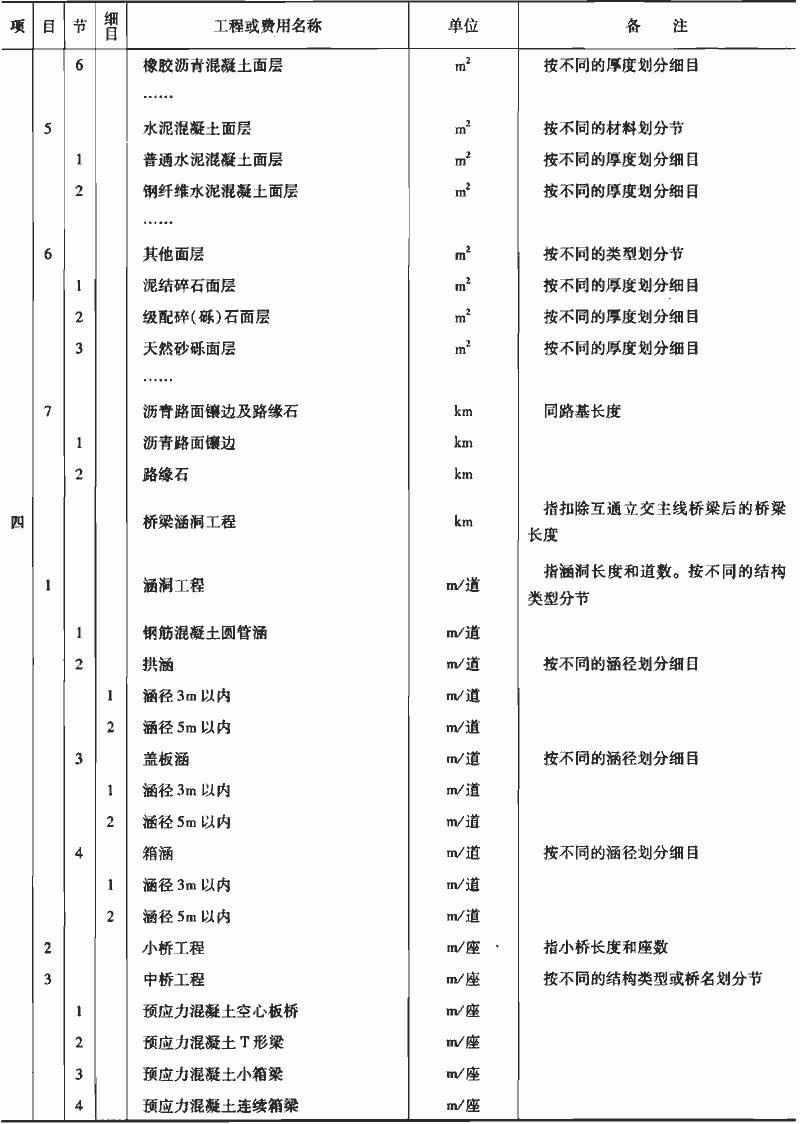 项 目 节 细目 工程或费用名称 单位 备 注
6 橡胶沥青混凝土面层 m² 按不同的厚度划分细目
……
5 水泥混凝土面层 m² 按不同的材料划分节
1 普通水泥混凝土面层 m² 按不同的厚度划分细目
2 钢纤维水泥混凝土面层 m² 按不同的厚度划分细目
……
6 其他面层 m² 按不同的类型划分节
1 泥结碎石面层 m² 按不同的厚度划分细目
2 级配碎(砾)石面层 m² 按不同的厚度划分细目
3 天然砂砾面层 m² 按不同的厚度划分细目
……
7 沥青路面镶边及路缘石 km 同路基长度
1 沥青路面镶边 km
2 路缘石 km
四 桥梁涵洞工程 km 指扣除互通立交主线桥梁后的桥梁
长度
1 涵洞工程 m/道 指涵洞长度和道数。按不同的结构
类型分节
1 钢筋混凝土圆管涵 m/道
2 拱涵 m/道 按不同的涵径划分细目
1 涵径3m以内 m/道
2 涵径5m以内 m/道
3 盖板涵 m/道 按不同的涵径划分细目
1 涵径3m以内 m/道
2 涵径5m以内 m/道
4 箱涵 m/道 按不同的涵径划分细目
1 涵径3m以内 m/道
2 涵径5m以内 m/道
2 小桥工程 m/座 指小桥长度和座数
3 中桥工程 m/座 按不同的结构类型或桥名划分节
1 预应力混凝土空心板桥 m/座
2 预应力混凝土T形梁 m/座
3 预应力混凝土小箱梁 m/座
4 预应力混凝土连续箱梁 m/座